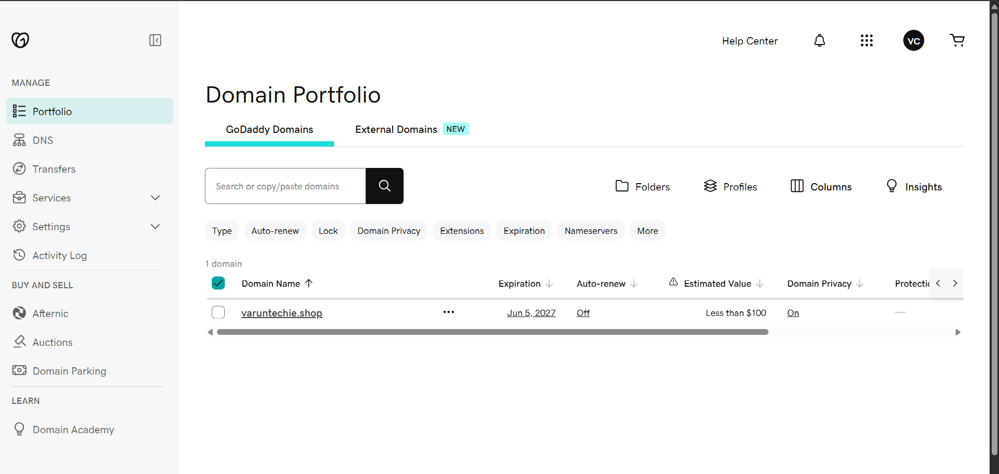 Help Center
VC
MANAGE
Portfolio
DNS
Transfers
Services
Settings
Activity Log
BUY AND SELL
Afternic
Auctions
Domain Parking
LEARN
Domain Academy
Domain Portfolio
GoDaddy Domains
External Domains NEW
Search or copy/paste domains
Folders
Profiles
Columns
Insights
Type Auto-renew Lock Domain Privacy Extensions Expiration Nameservers More
1 domain
Domain Name Expiration Auto-renew Estimated Value Domain Privacy Protectio
varuntechie.shop ••• Jun 5, 2027 Off Less than $100 On —